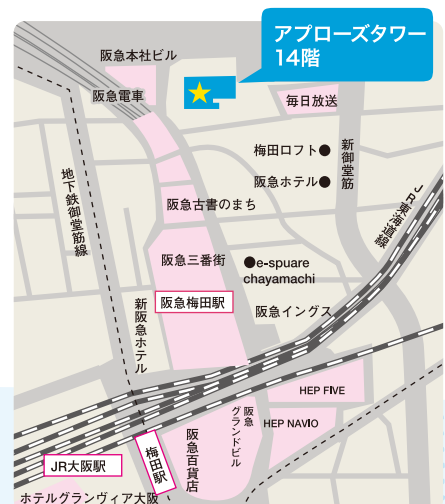 アプローズタワー
14階
阪急本社ビル
阪急電車
毎日放送
梅田ロフト●
新御堂筋
阪急ホテル●
地下鉄御堂筋線
JR東海道線
阪急古書のまち
阪急三番街
●e-spuare
chayamachi
阪急梅田駅
新阪急ホテル
阪急イングス
HEP FIVE
阪急
グランドビル
HEP NAVIO
阪急百貨店
梅田駅
JR大阪駅
ホテルグランヴィア大阪